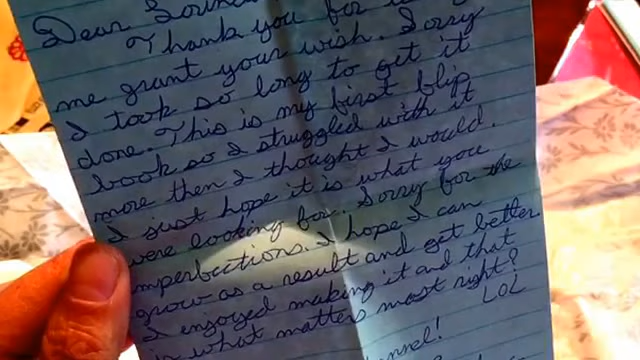 Dear
Thank you for
me grant your wish. Sorry
I took so long to get it
done. This is my first flip
book so I struggled with it
more then I thought I would.
I just hope it is what you
were looking for. Sorry for the
imperfections. I hope I can
grow as a result and get better
I enjoyed making it and that
is what matters most right?
LOL